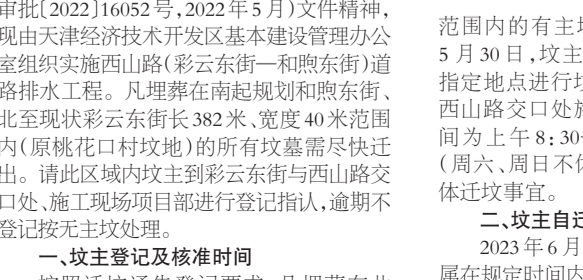 审批[2022]16052号,2022年5月)文件精神,
现由天津经济技术开发区基本建设管理办公
室组织实施西山路(彩云东街—和煦东街)道
路排水工程。凡埋葬在南起规划和煦东街、
北至现状彩云东街长382米、宽度40米范围
内(原桃花口村坟地)的所有坟墓需尽快迁
出。请此区域内坟主到彩云东街与西山路交
口处、施工现场项目部进行登记指认,逾期不
登记按无主坟处理。
一、坟主登记及核准时间
范围内的有主坟
5月30日,坟主
指定地点进行坟
西山路交口处施
间为上午8:30
(周六、周日不休
体迁坟事宜。
二、坟主自迁
2023年6月
属在规定时间内